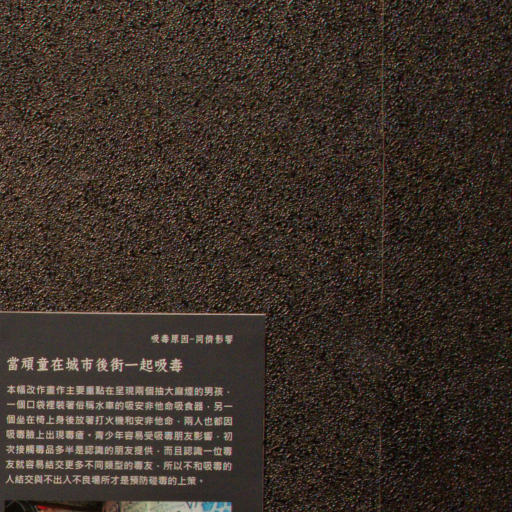 吸毒原因-同儕影響
當頑童在城市後街一起吸毒
本幅改作畫作主要重點在呈現兩個抽大麻煙的男孩，
一個口袋裡裝著俗稱水車的吸安非他命吸食器，另一
個坐在椅上身後放著打火機和安非他命，兩人也都因
吸毒臉上出現毒瘡，青少年容易受吸毒朋友影響，初
次接觸毒品多半是認識的朋友提供，而且認識一位毒
友就容易結交更多不同類型的毒友，所以不和吸毒的
人結交與不出入不良場所才是預防碰毒的上策。